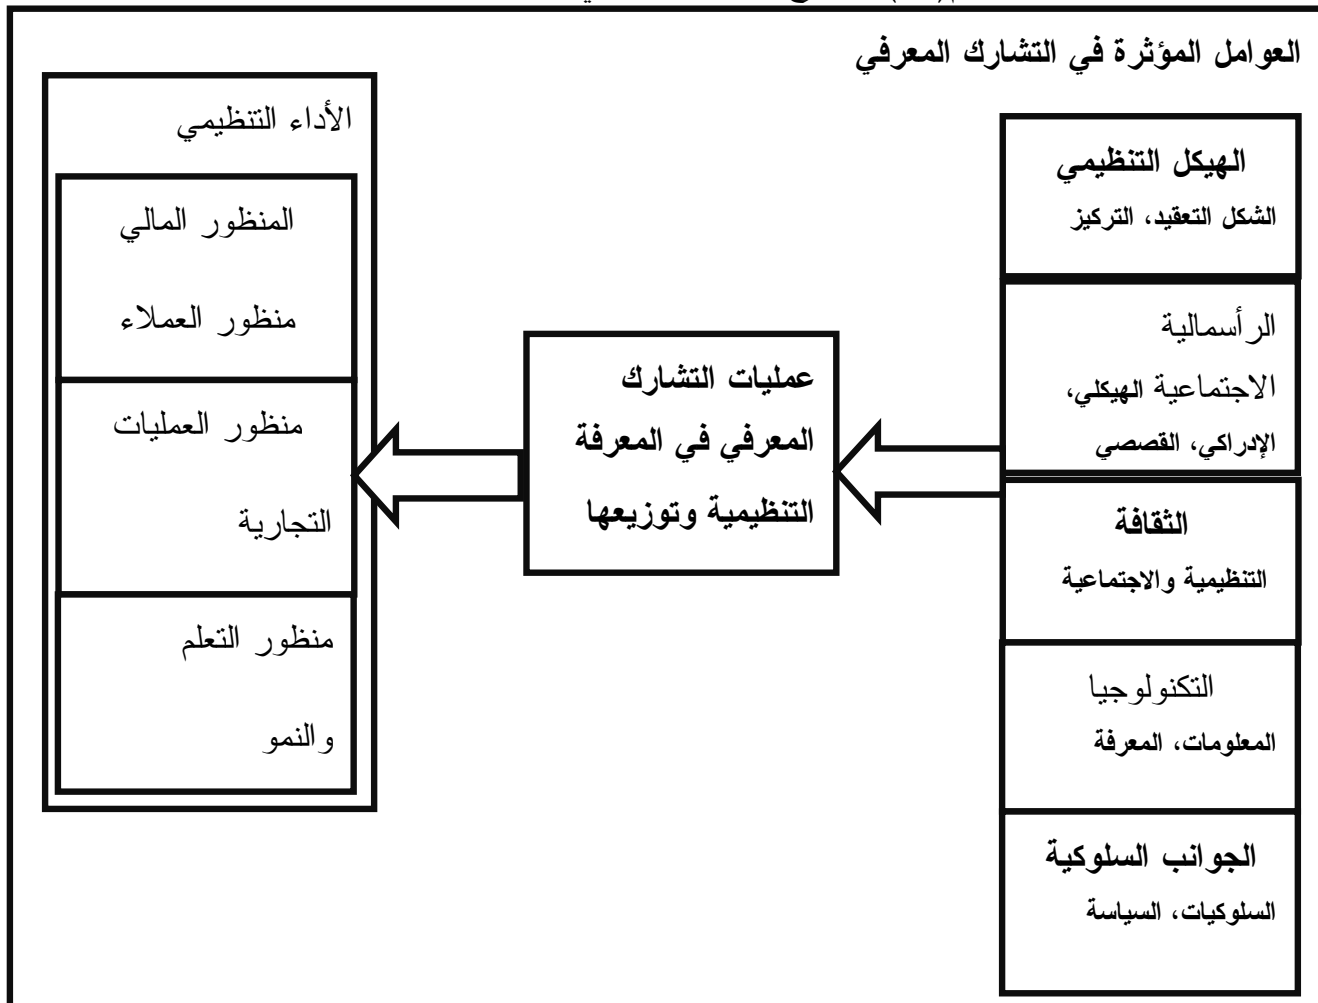 العوامل المؤثرة في التشارك المعرفي
الهيكل التنظيمي
الشكل التعقيد، التركيز
الرأسمالية
الاجتماعية الهيكلي،
الإدراكي، القصصي
الثقافة
التنظيمية والاجتماعية
التكنولوجيا
المعلومات، المعرفة
الجوانب السلوكية
السلوكيات، السياسة
عمليات التشارك
المعرفي في المعرفة
التنظيمية وتوزيعها
الأداء التنظيمي
المنظور المالي
منظور العملاء
منظور العمليات
التجارية
منظور التعلم
والنمو